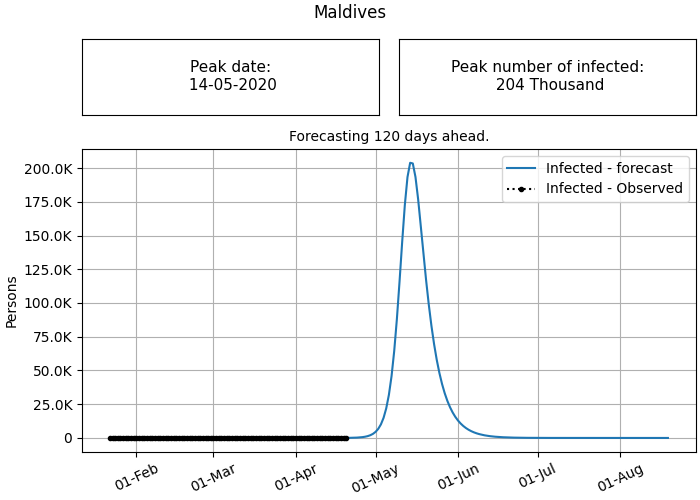 Maldives
Peak date:
14-05-2020
Peak number of infected:
204 Thousand
Forecasting 120 days ahead.
Infected - forecast
Infected - Observed
Persons
200.0K
175.0K
150.0K
125.0K
100.0K
75.0K
50.0K
25.0K
0
01-Feb
01-Mar
01-Apr
01-May
01-Jun
01-Jul
01-Aug